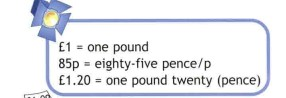 £1 = one pound
85p = eighty-five pence/p
£1.20 = one pound twenty (pence)